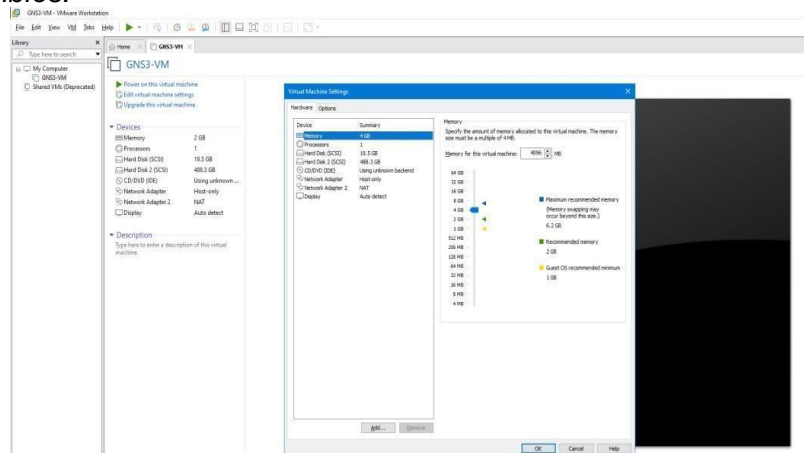 GNS3-VM - VMware Workstation
File Edit View VM Tabs Help
Library
Type here to search
My Computer
GNS3-VM
Shared VMs (Deprecated)
Home
GNS3-VM
GNS3-VM
Power on this virtual machine
Edit virtual machine settings
Upgrade this virtual machine
Devices
Memory 2 GB
Processors 1
Hard Disk (SCSI) 19.5 GB
Hard Disk 2 (SCSI) 488.3 GB
CD/DVD (IDE) Using unknown ...
Network Adapter Host-only
Network Adapter 2 NAT
Display Auto detect
Description
Type here to enter a description of this virtual
machine.
Virtual Machine Settings
Hardware Options
Device Summary
Memory 4 GB
Processors 1
Hard Disk (SCSI) 19.5 GB
Hard Disk 2 (SCSI) 488.3 GB
CD/DVD (IDE) Using unknown backend
Network Adapter Host-only
Network Adapter 2 NAT
Display Auto detect
Add... Remove
Memory
Specify the amount of memory allocated to this virtual machine. The memory
size must be a multiple of 4 MB.
Memory for this virtual machine: 4096 MB
64 GB
32 GB
16 GB
8 GB
4 GB
2 GB
1 GB
512 MB
256 MB
128 MB
64 MB
32 MB
16 MB
8 MB
4 MB
Maximum recommended memory
(Memory swapping may
occur beyond this size.)
6.2 GB
Recommended memory
2 GB
Guest OS recommended minimum
1 GB
OK Cancel Help